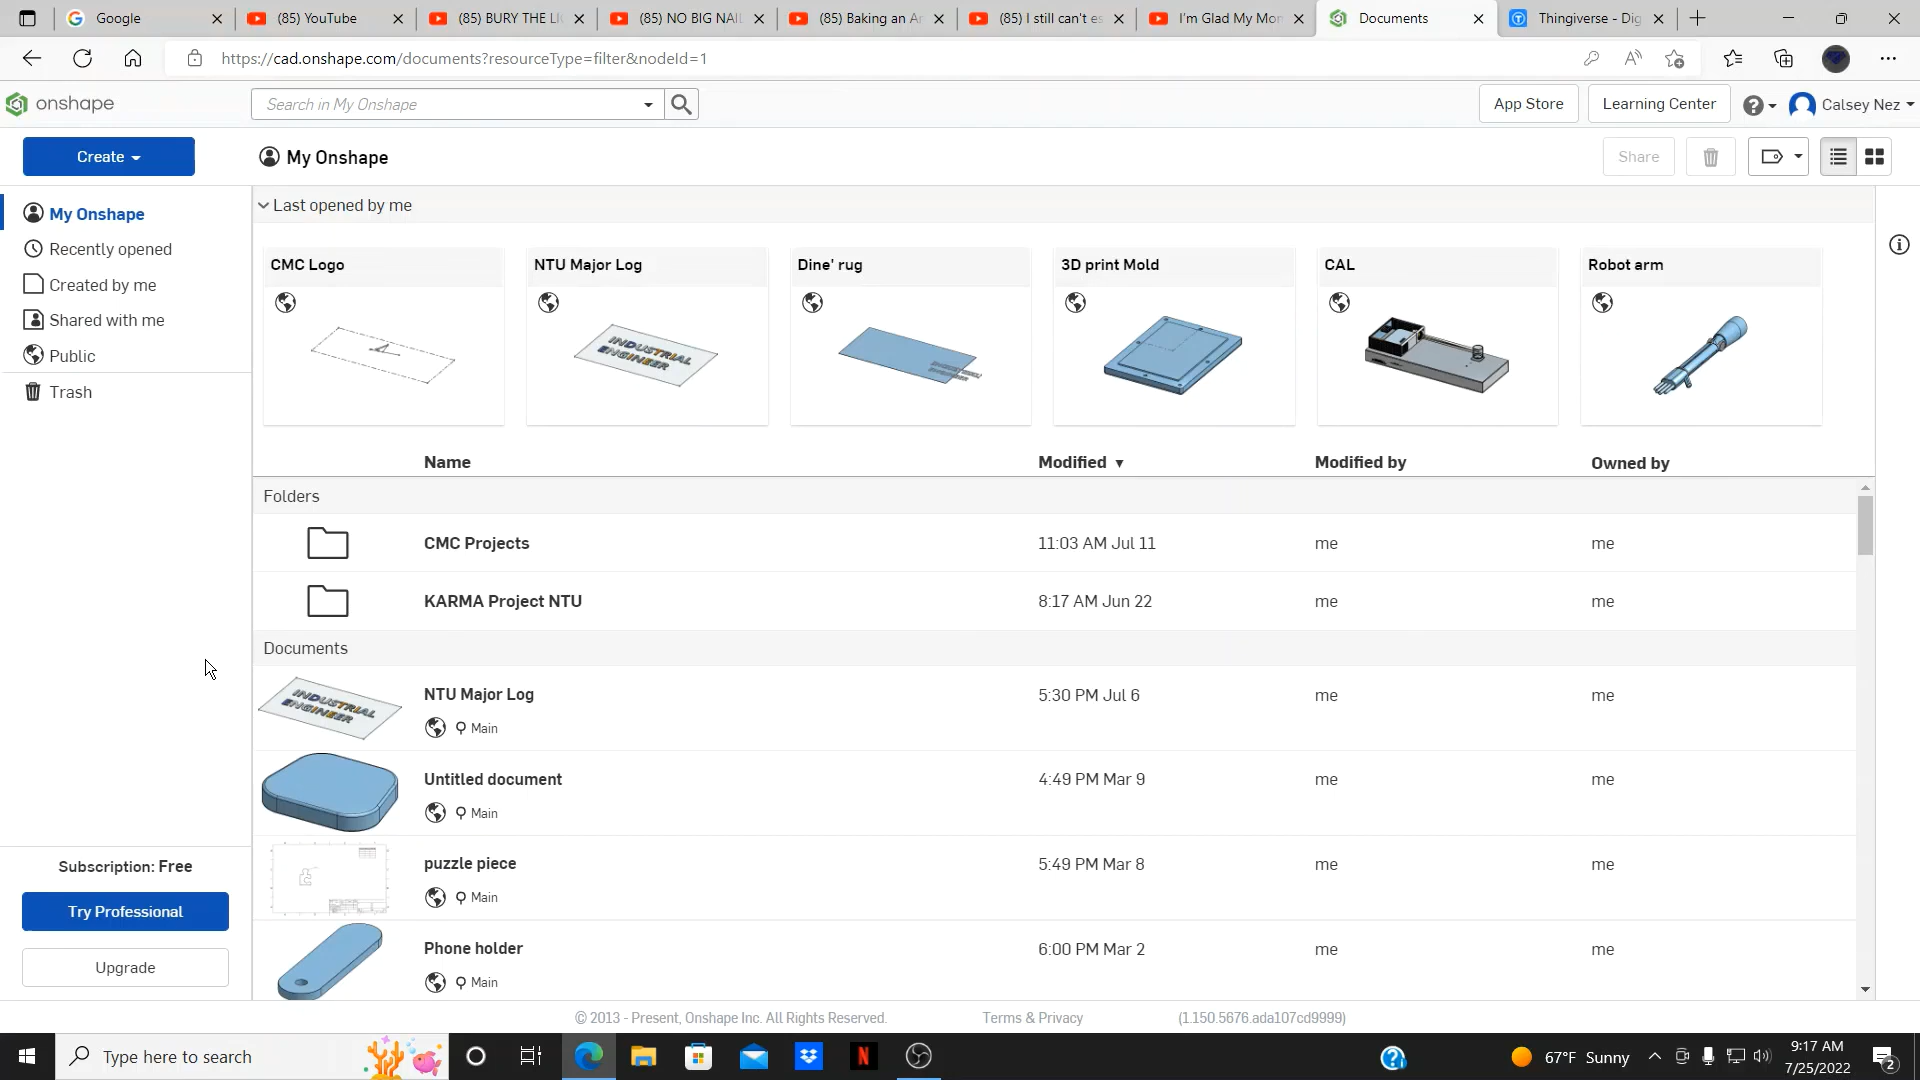 Google
(85) YouTube
(85) BURY THE LI
(85) NO BIG NAIL
(85) Baking an Ar
(85) I still can't es
I'm Glad My Mon
Documents
Thingiverse - Dig
https://cad.onshape.com/documents?resourceType=filter&nodeId=1
onshape
Search in My Onshape
App Store
Learning Center
Calsey Nez
Create
My Onshape
Share
My Onshape
Recently opened
Created by me
Shared with me
Public
Trash
Last opened by me
CMC Logo
NTU Major Log
Dine' rug
3D print Mold
CAL
Robot arm
INDUSTRIAL
ENGINEER
Name Modified ▼ Modified by Owned by
Folders
CMC Projects 11:03 AM Jul 11 me me
KARMA Project NTU 8:17 AM Jun 22 me me
Documents
INDUSTRIAL
ENGINEER
NTU Major Log 5:30 PM Jul 6 me me
Main
Untitled document 4:49 PM Mar 9 me me
Main
puzzle piece 5:49 PM Mar 8 me me
Main
Phone holder 6:00 PM Mar 2 me me
Main
Subscription: Free
Try Professional
Upgrade
© 2013 - Present, Onshape Inc. All Rights Reserved. Terms & Privacy (1.150.5676.ada107cd9999)
Type here to search
67°F Sunny
9:17 AM
7/25/2022
2